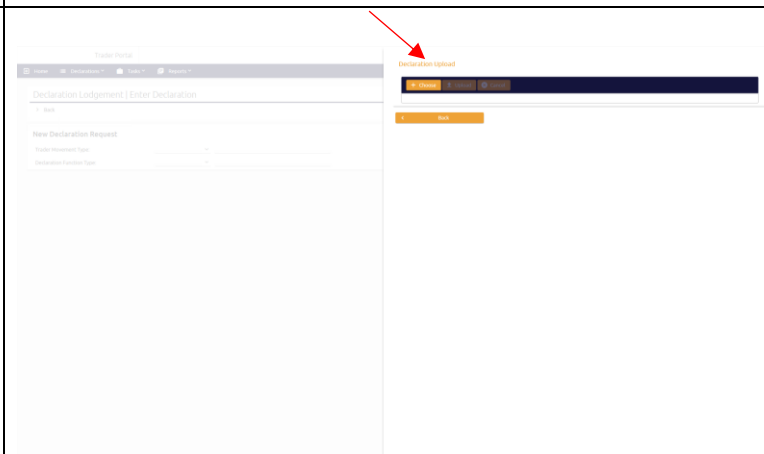 Trader Portal
Home Declarations Trader Reports
Declaration Lodgement | Enter Declaration
Back
New Declaration Request
Trader Movement Type:
Declaration Function Type:
Declaration Upload
Choose Upload Cancel
Back